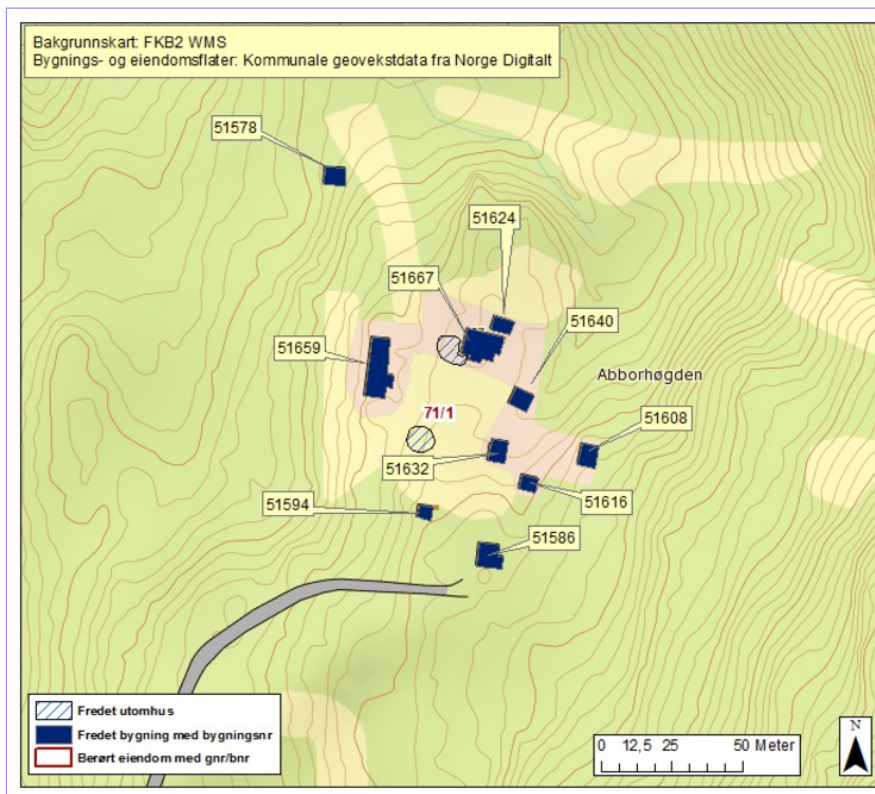 Bakgrunnskart: FKB2 WMS
Bygnings- og eiendomsflater: Kommunale geovekstdata fra Norge Digitalt
51578
51624
51667
51640
51659
Abborhøgden
71/1
51608
51632
51616
51594
51586
Fredet utomhus
Fredet bygning med bygningsnr
Berørt eiendom med gnr/bnr
0 12,5 25 50 Meter
N